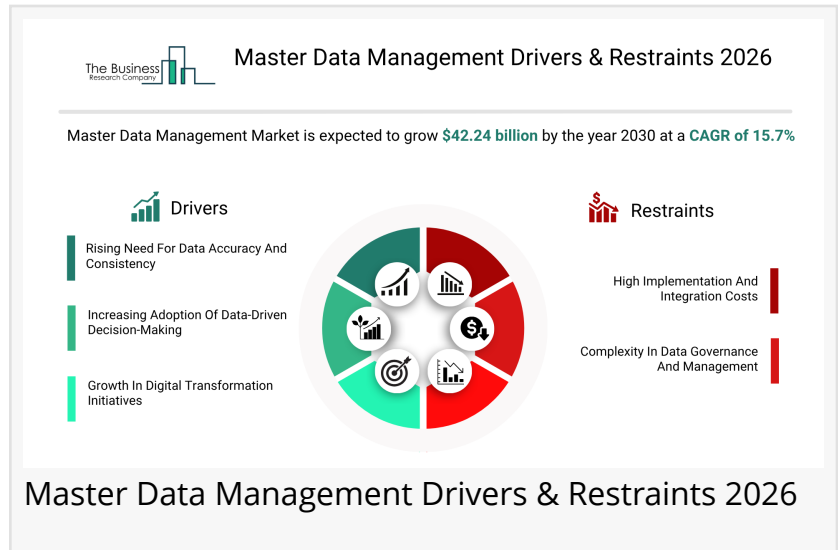 The Business
Research Company
Master Data Management Drivers & Restraints 2026
Master Data Management Market is expected to grow $42.24 billion by the year 2030 at a CAGR of 15.7%
Drivers
Rising Need For Data Accuracy And
Consistency
Increasing Adoption Of Data-Driven
Decision-Making
Growth In Digital Transformation
Initiatives
$
$
Restraints
High Implementation And
Integration Costs
Complexity In Data Governance
And Management
Master Data Management Drivers & Restraints 2026